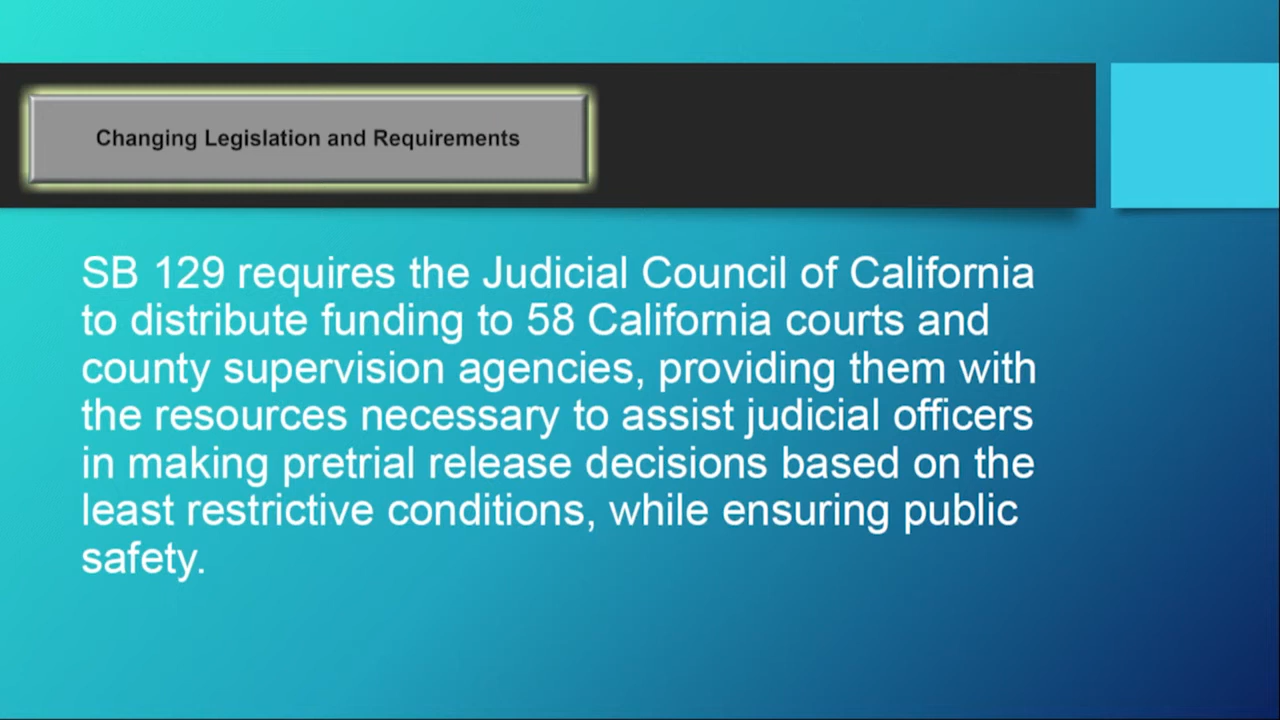 Changing Legislation and Requirements
SB 129 requires the Judicial Council of California
to distribute funding to 58 California courts and
county supervision agencies, providing them with
the resources necessary to assist judicial officers
in making pretrial release decisions based on the
least restrictive conditions, while ensuring public
safety.